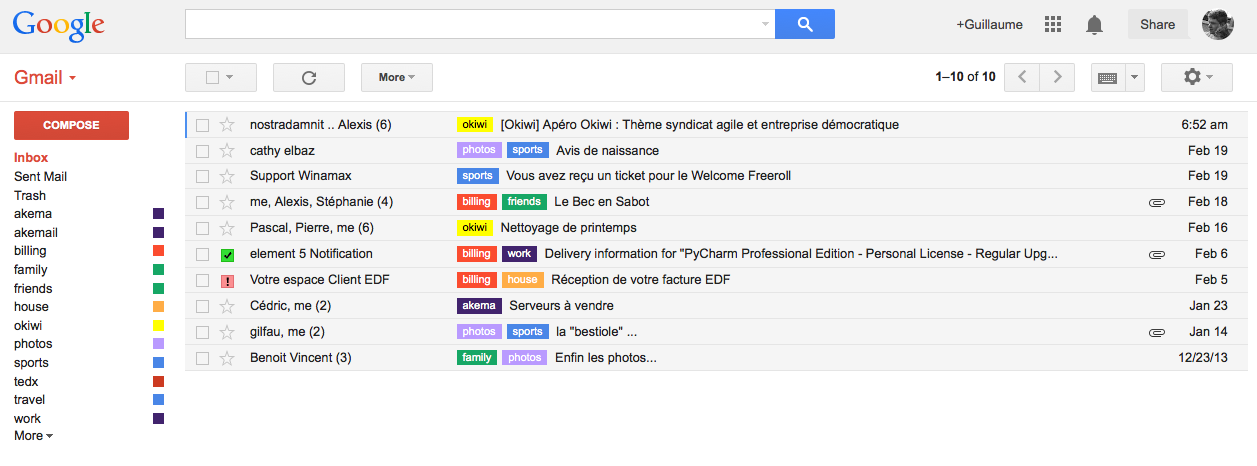 Google +Guillaume Share
Gmail More 1–10 of 10
COMPOSE
Inbox
Sent Mail
Trash
akema
akemail
billing
family
friends
house
okiwi
photos
sports
tedx
travel
work
More
nostradamnit .. Alexis (6) okiwi [Okiwi] Apéro Okiwi : Thème syndicat agile et entreprise démocratique 6:52 am
cathy elbaz photos sports Avis de naissance Feb 19
Support Winamax sports Vous avez reçu un ticket pour le Welcome Freeroll Feb 19
me, Alexis, Stéphanie (4) billing friends Le Bec en Sabot Feb 18
Pascal, Pierre, me (6) okiwi Nettoyage de printemps Feb 16
element 5 Notification billing work Delivery information for "PyCharm Professional Edition - Personal License - Regular Upg... Feb 6
! Votre espace Client EDF billing house Réception de votre facture EDF Feb 5
Cédric, me (2) akema Serveurs à vendre Jan 23
gilfau, me (2) photos sports la "bestiole" ... Jan 14
Benoit Vincent (3) family photos Enfin les photos... 12/23/13